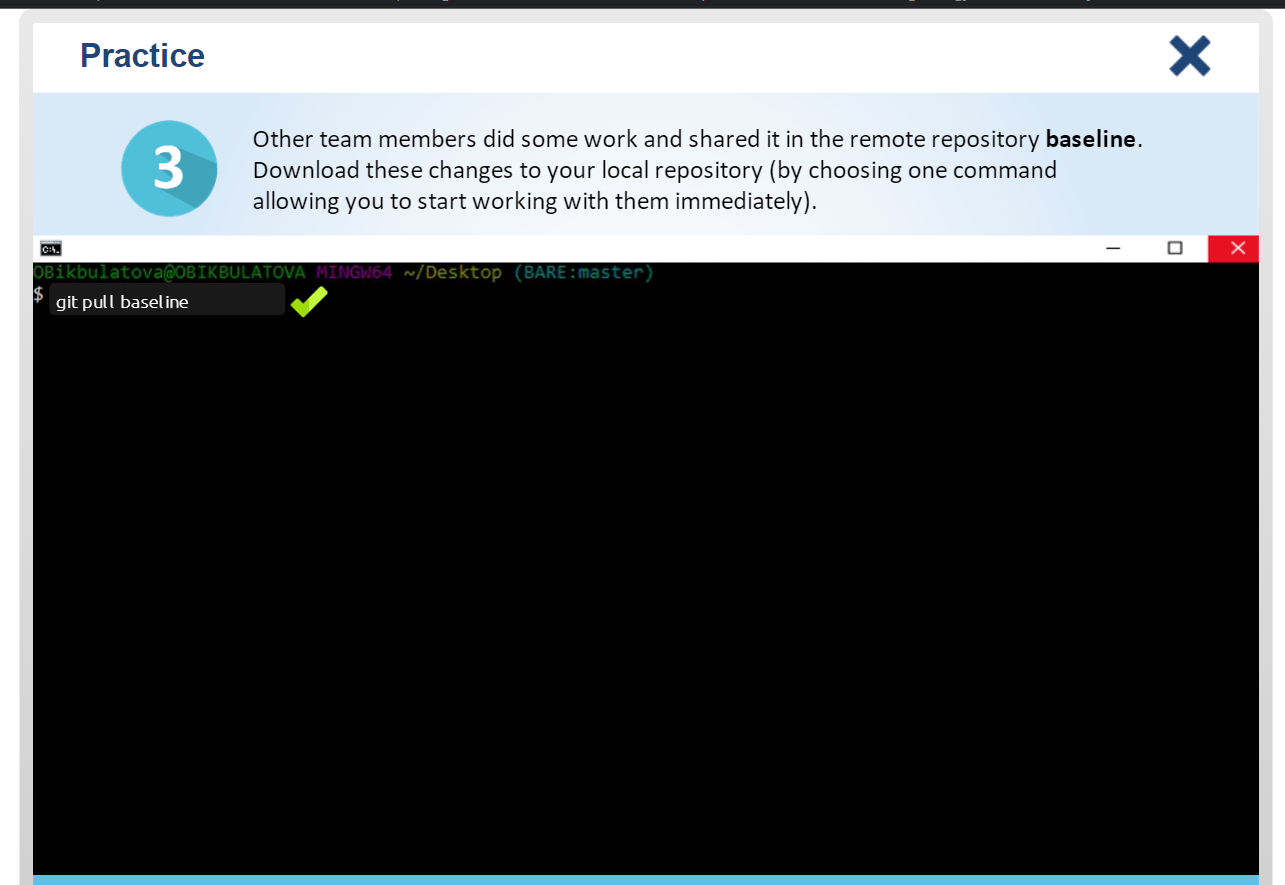 Practice
3
Other team members did some work and shared it in the remote repository baseline.
Download these changes to your local repository (by choosing one command
allowing you to start working with them immediately).
C:\.
OBikbulatova@OBIKBULATOVA MINGW64 ~/Desktop (BARE:master)
$ git pull baseline